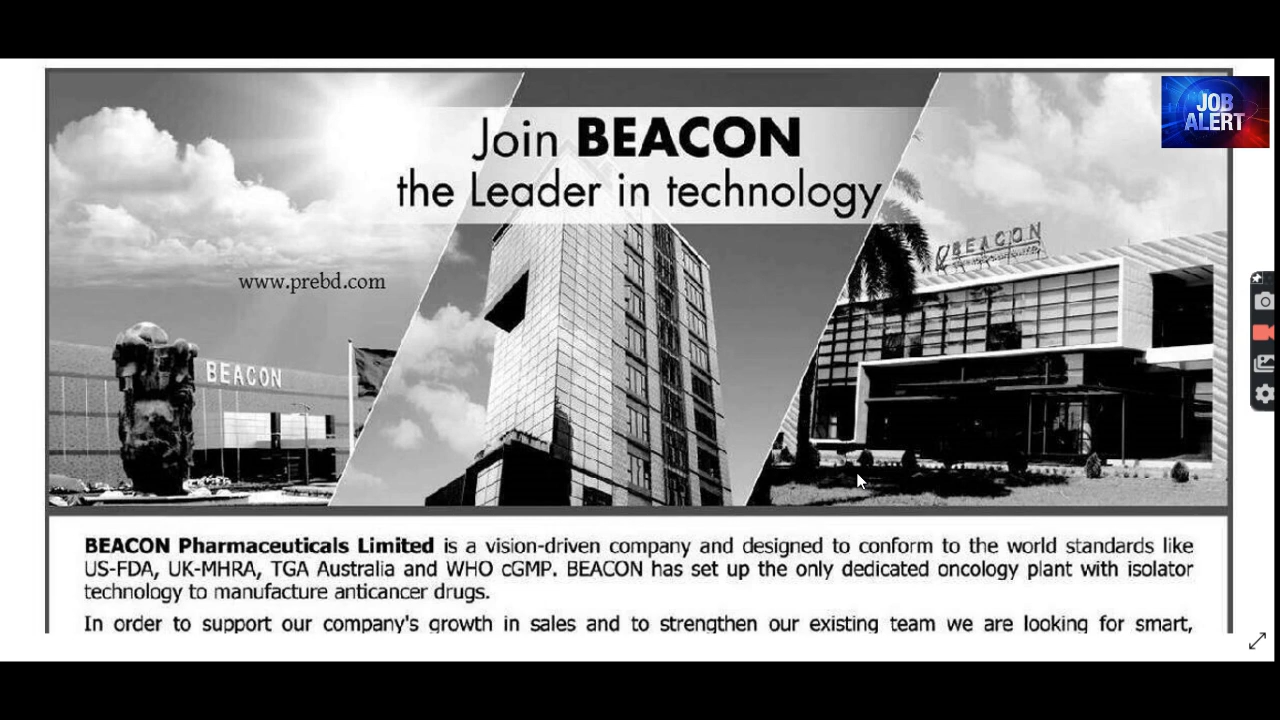 JOB
ALERT
Join BEACON
the Leader in technology
BEACON
www.prebd.com
BEACON
BEACON Pharmaceuticals Limited is a vision-driven company and designed to conform to the world standards like
US-FDA, UK-MHRA, TGA Australia and WHO cGMP. BEACON has set up the only dedicated oncology plant with isolator
technology to manufacture anticancer drugs.
In order to support our company's growth in sales and to strengthen our existing team we are looking for smart,